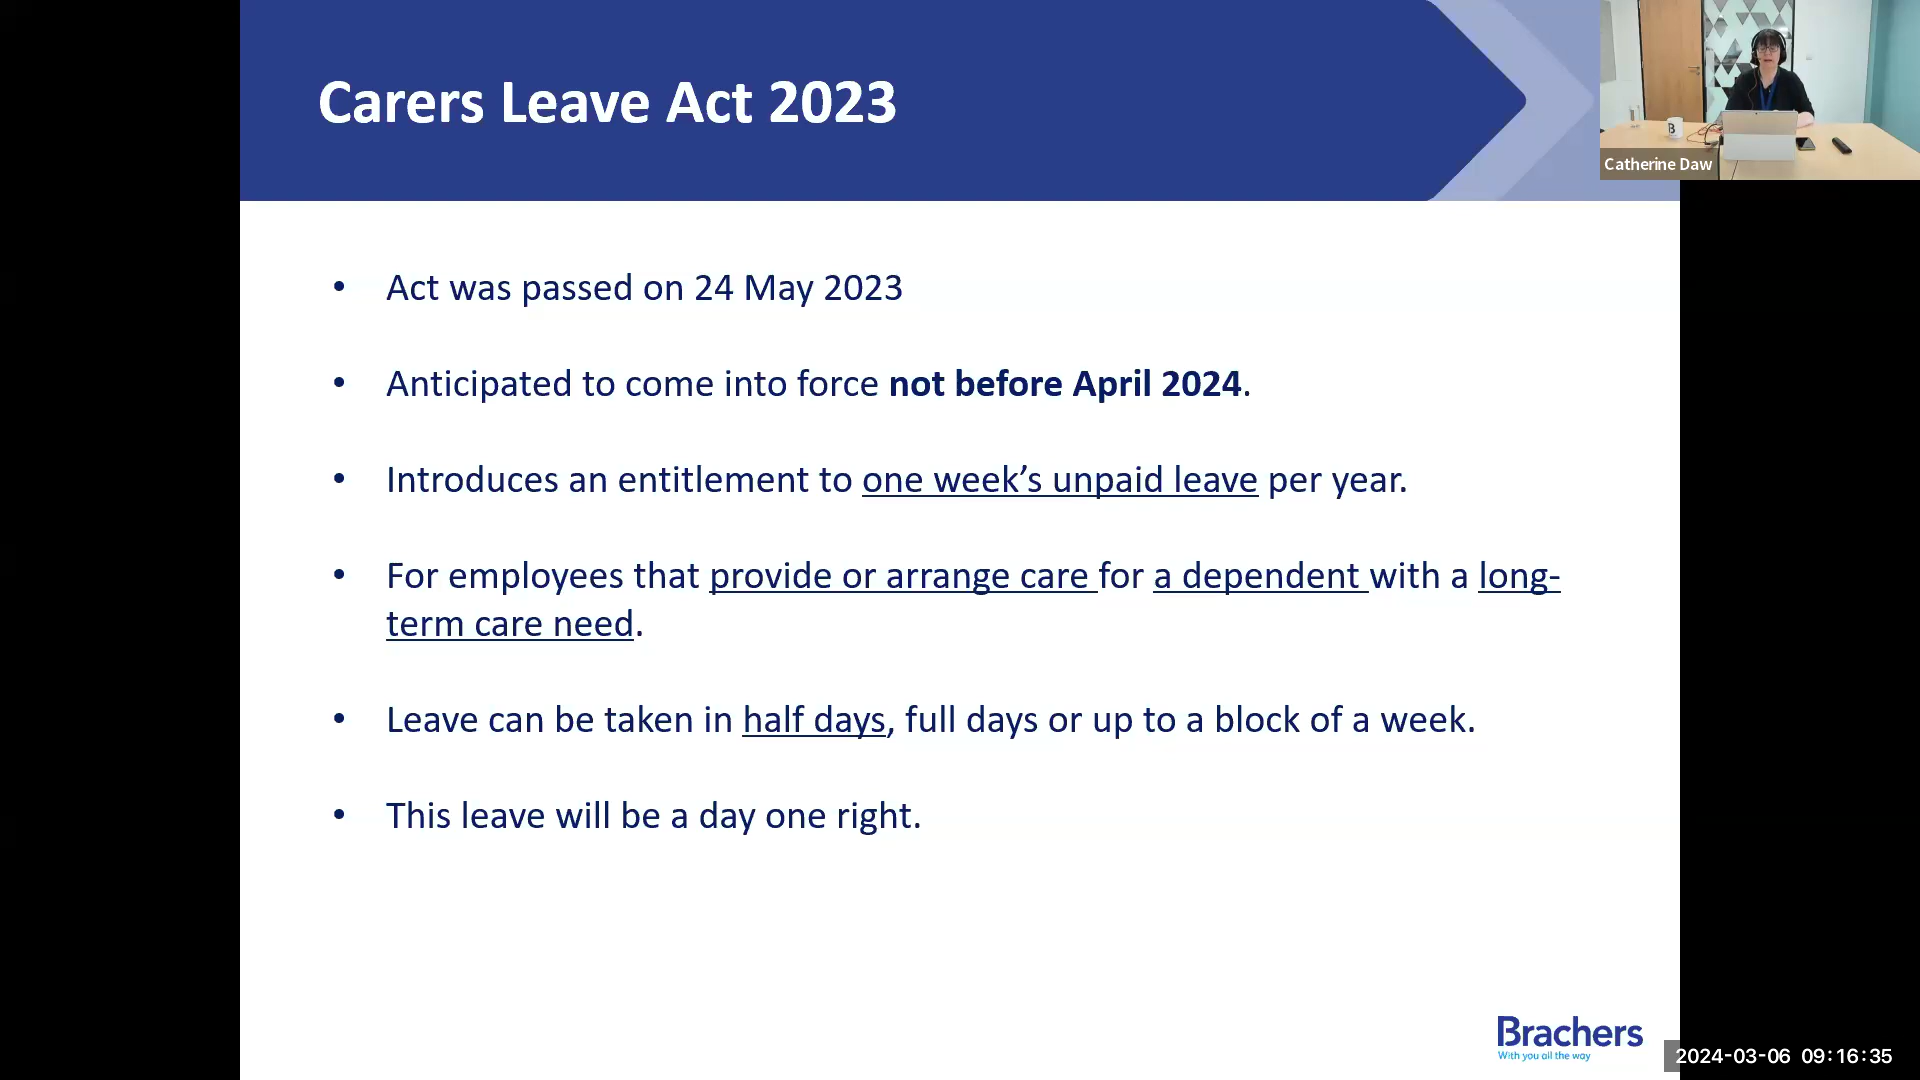 Carers Leave Act 2023
Catherine Daw
• Act was passed on 24 May 2023
• Anticipated to come into force not before April 2024.
• Introduces an entitlement to one week’s unpaid leave per year.
• For employees that provide or arrange care for a dependent with a long-
term care need.
• Leave can be taken in half days, full days or up to a block of a week.
• This leave will be a day one right.
B
Brachers
With you all the way
2024-03-06 09:16:35